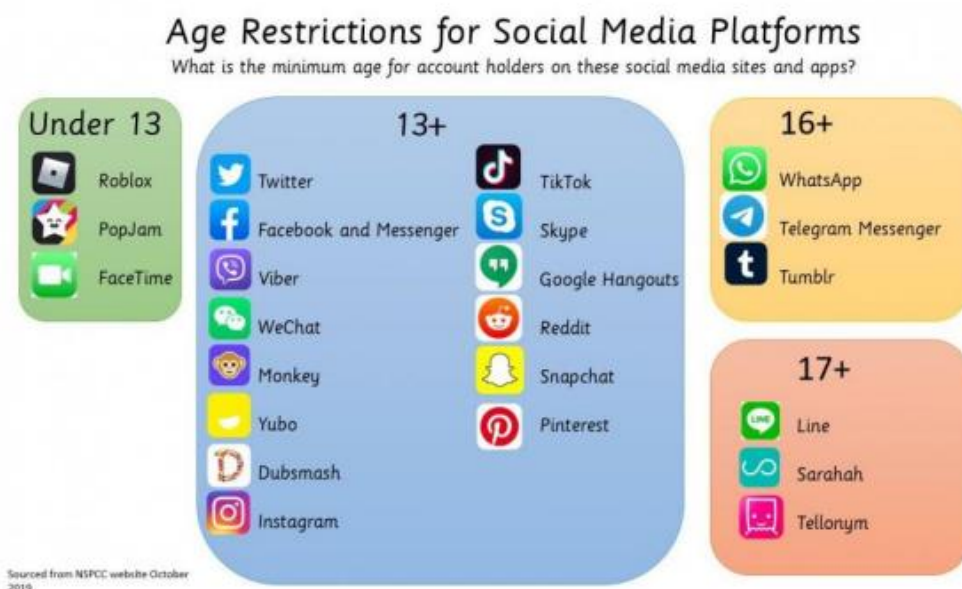 Age Restrictions for Social Media Platforms
What is the minimum age for account holders on these social media sites and apps?
Under 13
Roblox
PopJam
FaceTime
13+
Twitter
Facebook and Messenger
Viber
WeChat
Monkey
Yubo
Dubsmash
Instagram
TikTok
Skype
Google Hangouts
Reddit
Snapchat
Pinterest
16+
WhatsApp
Telegram Messenger
Tumblr
17+
LINE
Line
Sarahah
Tellonym
Sourced from NSPCC website October
2019